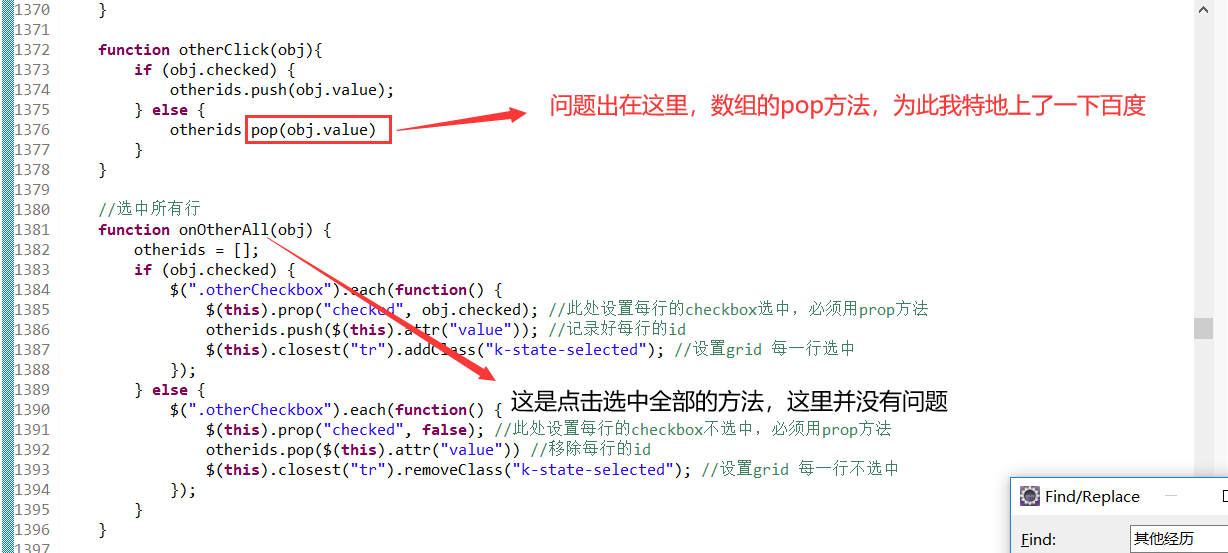 1370 }
1371
1372 function otherClick(obj){
1373 if (obj.checked) {
1374 otherids.push(obj.value);
1375 } else {
1376 otherids pop(obj.value)
1377 }
1378 }
1379
1380 //选中所有行
1381 function onOtherAll(obj) {
1382 otherids = [];
1383 if (obj.checked) {
1384 $(".otherCheckbox").each(function() {
1385 $(this).prop("checked", obj.checked); //此处设置每行的checkbox选中，必须用prop方法
1386 otherids.push($(this).attr("value")); //记录好每行的id
1387 $(this).closest("tr").addClass("k-state-selected"); //设置grid 每一行选中
1388 });
1389 } else {
1390 $(".otherCheckbox").each(function() {
1391 $(this).prop("checked", false); //此处设置每行的checkbox不选中，必须用prop方法
1392 otherids.pop($(this).attr("value")) //移除每行的id
1393 $(this).closest("tr").removeClass("k-state-selected"); //设置grid 每一行不选中
1394 });
1395 }
1396 }
1397
问题出在这里，数组的pop方法，为此我特地上了一下百度
这是点击选中全部的方法，这里并没有问题
Find/Replace
Find:
其他经历